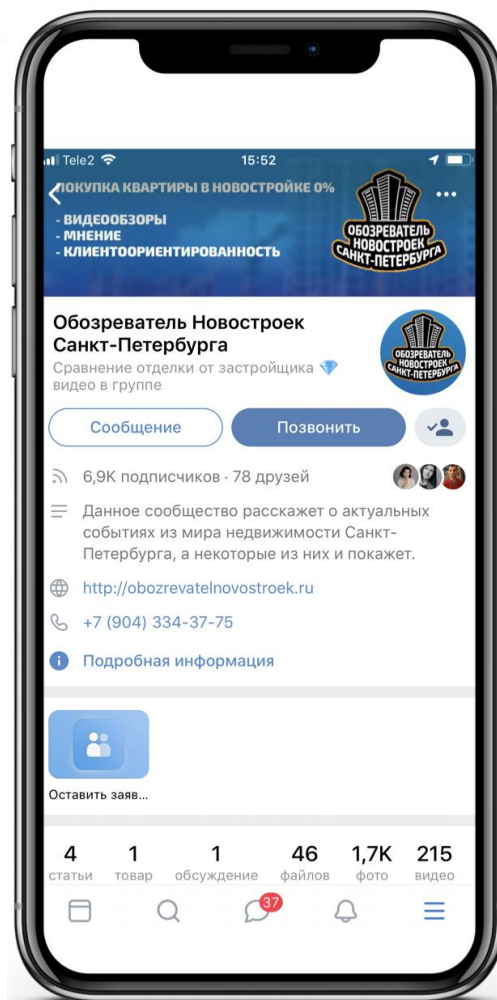 Tele2
15:52
ПОКУПКА КВАРТИРЫ В НОВОСТРОЙКЕ 0%
- ВИДЕООБЗОРЫ
- МНЕНИЕ
- КЛИЕНТООРИЕНТИРОВАННОСТЬ
ОБОЗРЕВАТЕЛЬ
НОВОСТРОЕК
САНКТ-ПЕТЕРБУРГА
Обозреватель Новостроек
Санкт-Петербурга
Сравнение отделки от застройщика 💎
видео в группе
ОБОЗРЕВАТЕЛЬ
НОВОСТРОЕК
САНКТ-ПЕТЕРБУРГА
Сообщение
Позвонить
6,9K подписчиков · 78 друзей
Данное сообщество расскажет о актуальных
событиях из мира недвижимости Санкт-
Петербурга, а некоторые из них и покажет.
http://obozrevatelnovostroek.ru
+7 (904) 334-37-75
Подробная информация
Оставить заяв...
4 1 1 46 1,7K 215
статьи товар обсуждение файлов фото видео
37